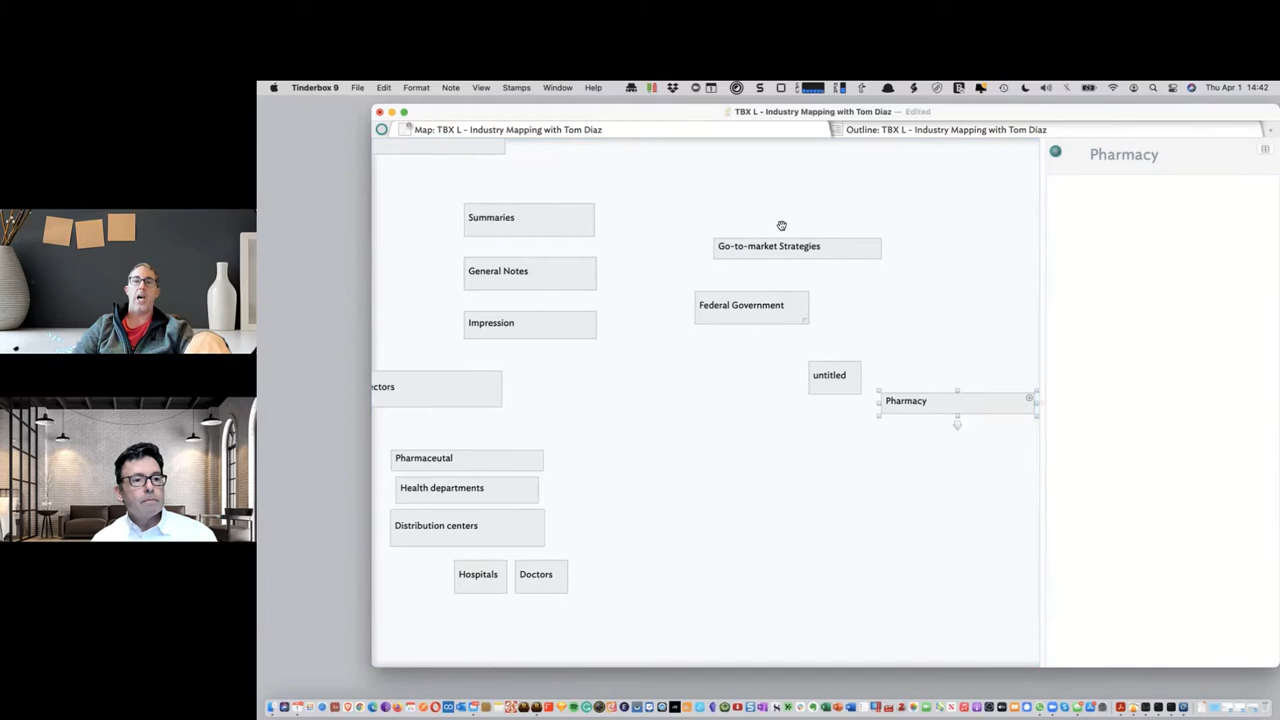 Tinderbox 9 File Edit Format Note View Stamps Window Help Thu Apr 1 14:42
TBX L - Industry Mapping with Tom Diaz — Edited
Map: TBX L - Industry Mapping with Tom Diaz
Outline: TBX L - Industry Mapping with Tom Diaz
Pharmacy
Summaries
Go-to-market Strategies
General Notes
Federal Government
Impression
untitled
ectors
Pharmacy
Pharmaceutal
Health departments
Distribution centers
Hospitals
Doctors